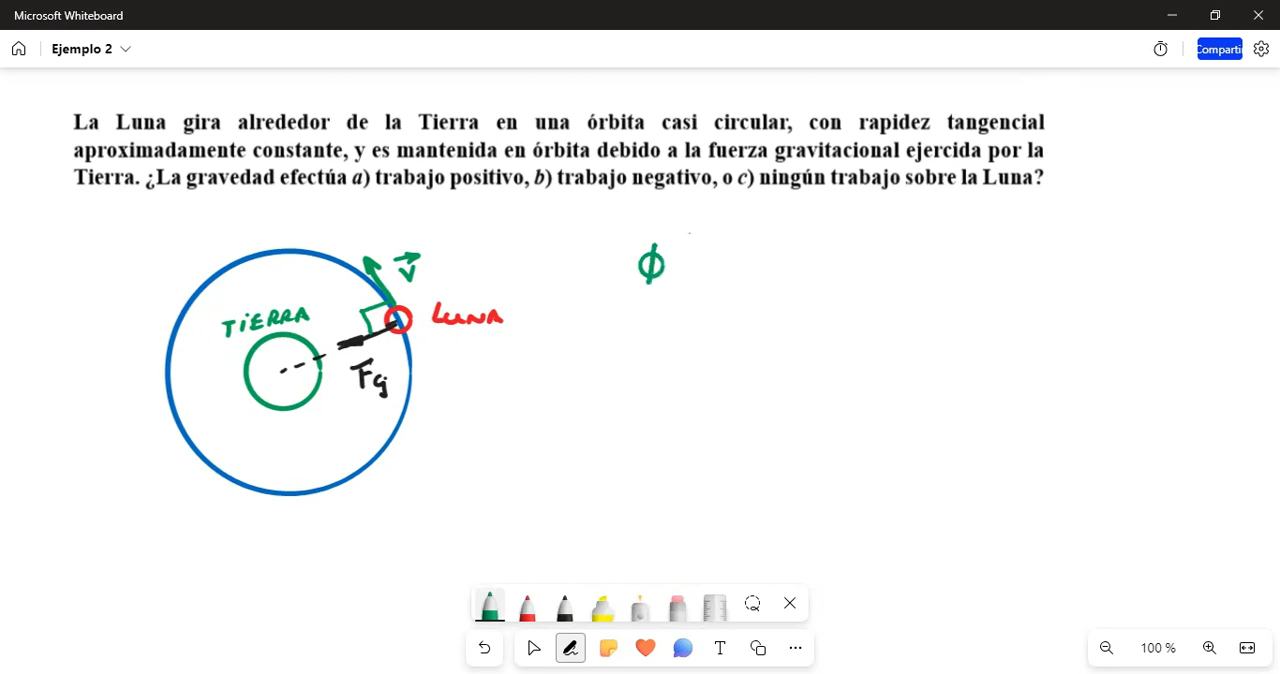 Microsoft Whiteboard
Ejemplo 2
Comparti
La Luna gira alrededor de la Tierra en una órbita casi circular, con rapidez tangencial
aproximadamente constante, y es mantenida en órbita debido a la fuerza gravitacional ejercida por la
Tierra. ¿La gravedad efectúa a) trabajo positivo, b) trabajo negativo, o c) ningún trabajo sobre la Luna?
ϕ
v⃗
TiERRA
LUNA
FG
T
100 %